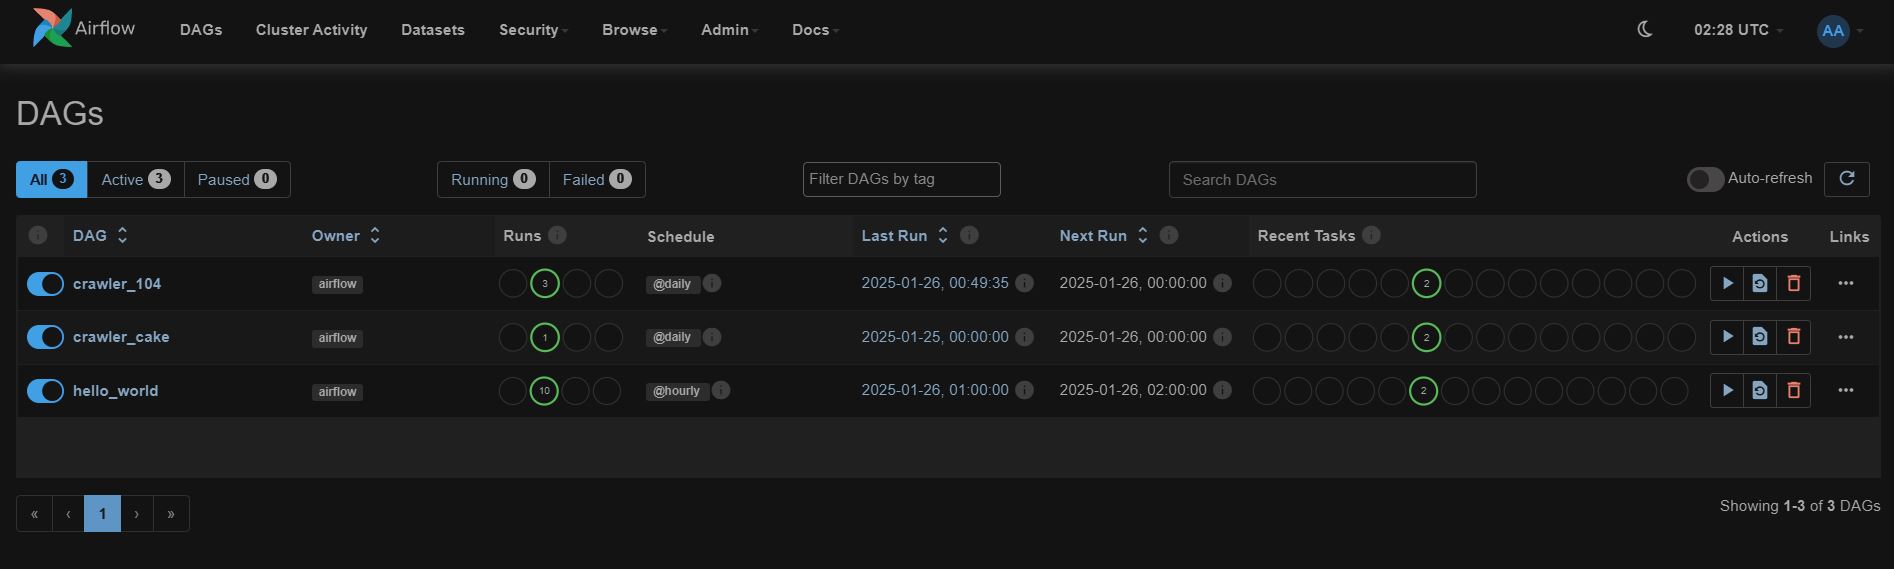 Airflow DAGs Cluster Activity Datasets Security Browse Admin Docs 02:28 UTC AA
DAGs
All 3 Active 3 Paused 0 Running 0 Failed 0 Filter DAGs by tag Search DAGs Auto-refresh
i DAG Owner Runs i Schedule Last Run i Next Run i Recent Tasks i Actions Links
crawler_104 airflow 3 @daily i 2025-01-26, 00:49:35 i 2025-01-26, 00:00:00 i 2 ...
crawler_cake airflow 1 @daily i 2025-01-25, 00:00:00 i 2025-01-26, 00:00:00 i 2 ...
hello_world airflow 10 @hourly i 2025-01-26, 01:00:00 i 2025-01-26, 02:00:00 i 2 ...
« ‹ 1 › » Showing 1-3 of 3 DAGs